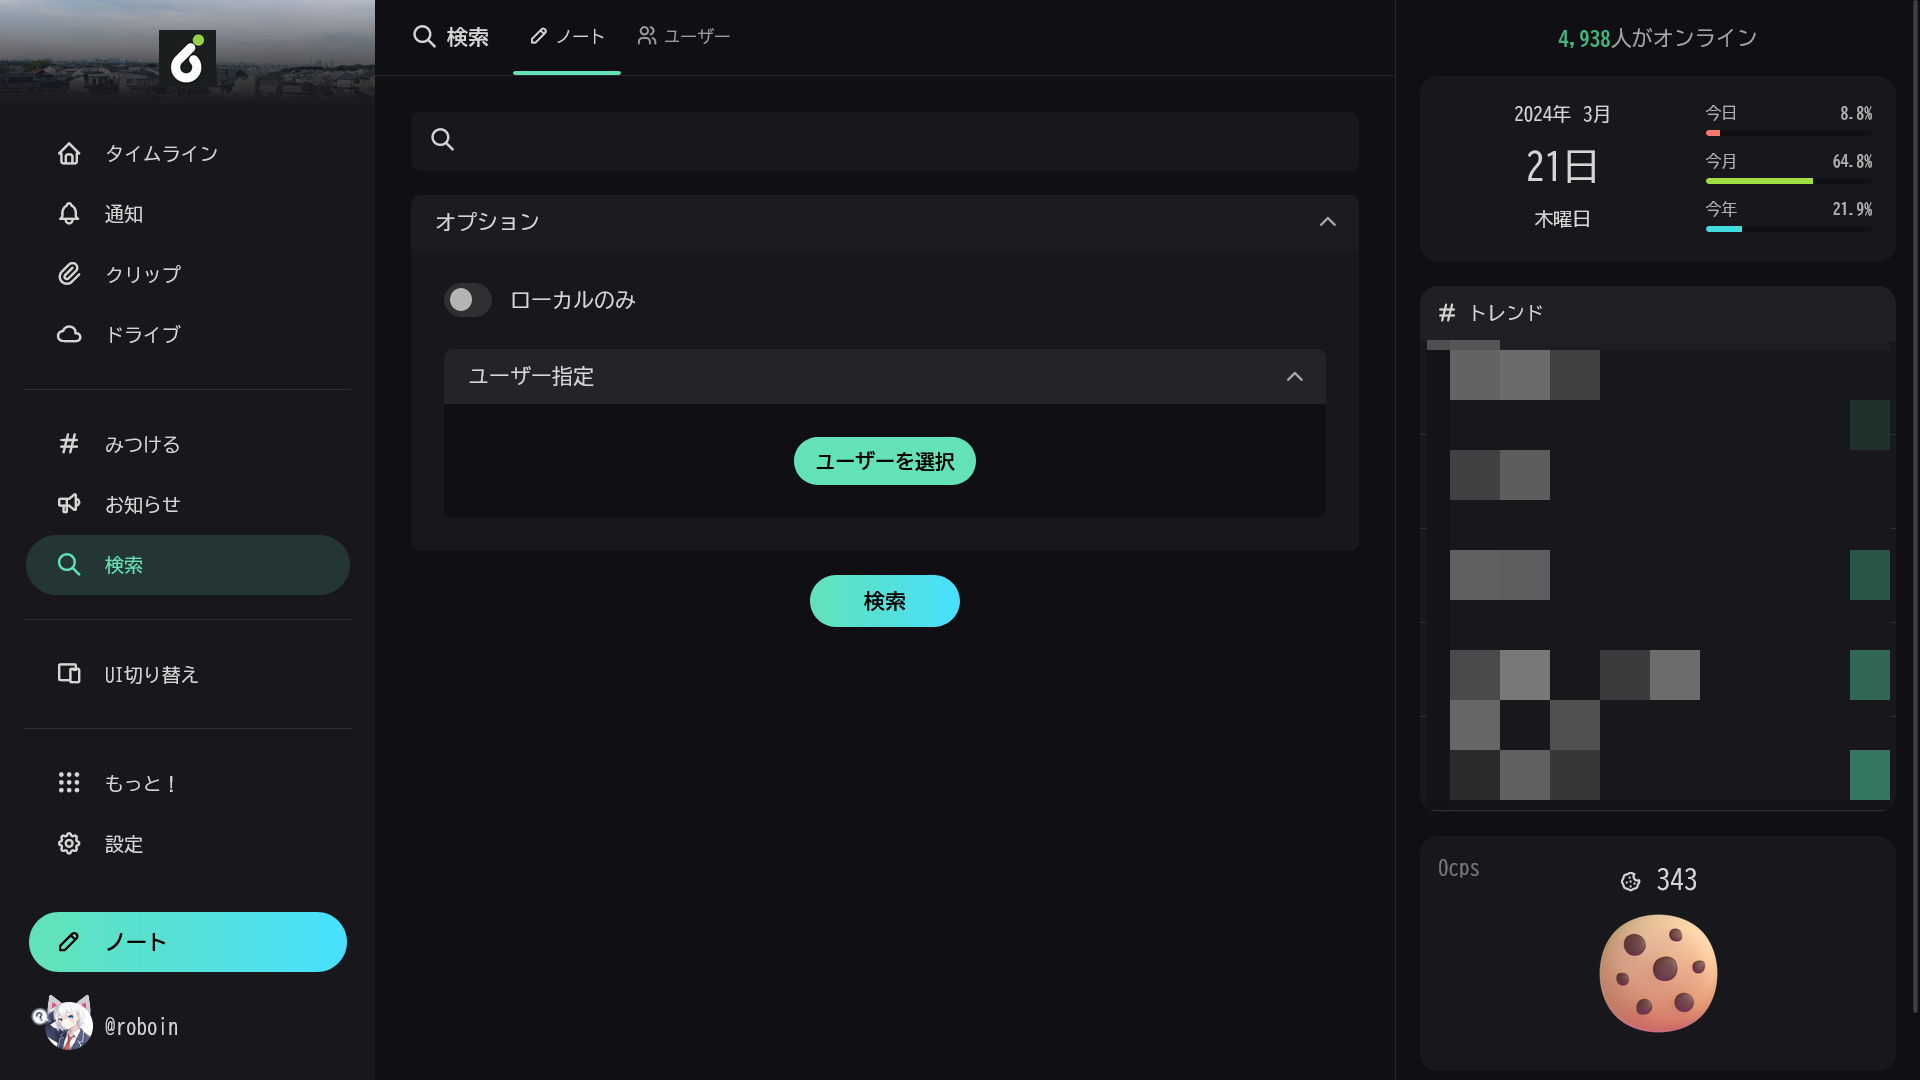 タイムライン
通知
クリップ
ドライブ
みつける
お知らせ
検索
UI切り替え
もっと！
設定
ノート
@roboin
検索 ノート ユーザー
オプション
ローカルのみ
ユーザー指定
ユーザーを選択
検索
4,938人がオンライン
2024年 3月
21日
木曜日
今日 8.8%
今月 64.8%
今年 21.9%
トレンド
0cps
343